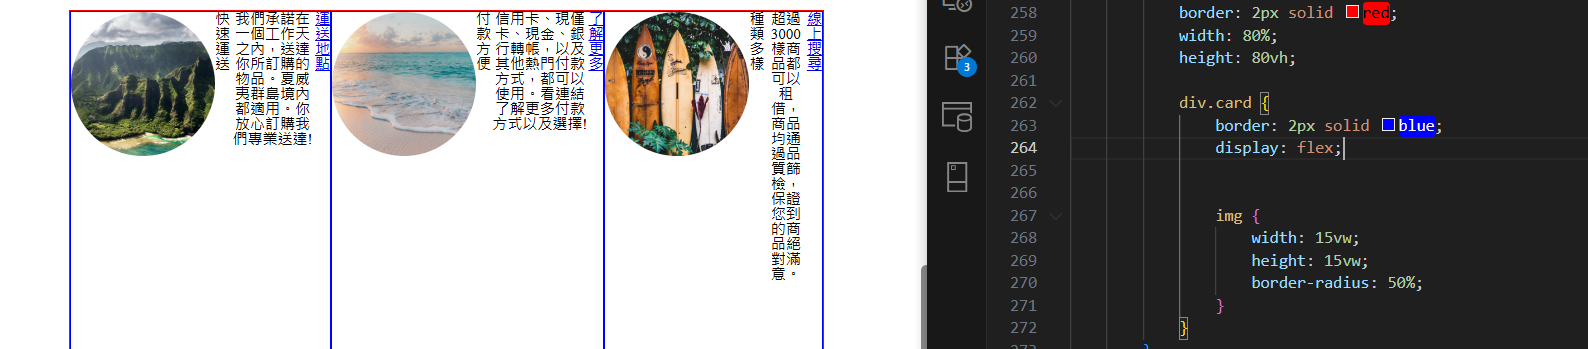 快
速
運
送
我們承諾在
一個工作天
之內，送達
你所訂購的
物品。夏威
夷群島境內
都適用。你
放心訂購我
們專業送達!
運
送
地
點
付
款
方
便
信用卡、現僅
卡、現金、銀
行轉帳，以及
其他熱門付款
方式，都可以
使用。看連結
了解更多付款
方式以及選擇!
了
解
更
多
種
類
多
樣
超過
3000
樣商
品都
可以
租
借，
商品
均通
過品
質篩
檢，
保證
您到
的商
品絕
對滿
意。
線
上
搜
尋
3
258 border: 2px solid red;
259 width: 80%;
260 height: 80vh;
261
262 div.card {
263 border: 2px solid blue;
264 display: flex;
265
266
267 img {
268 width: 15vw;
269 height: 15vw;
270 border-radius: 50%;
271 }
272 }